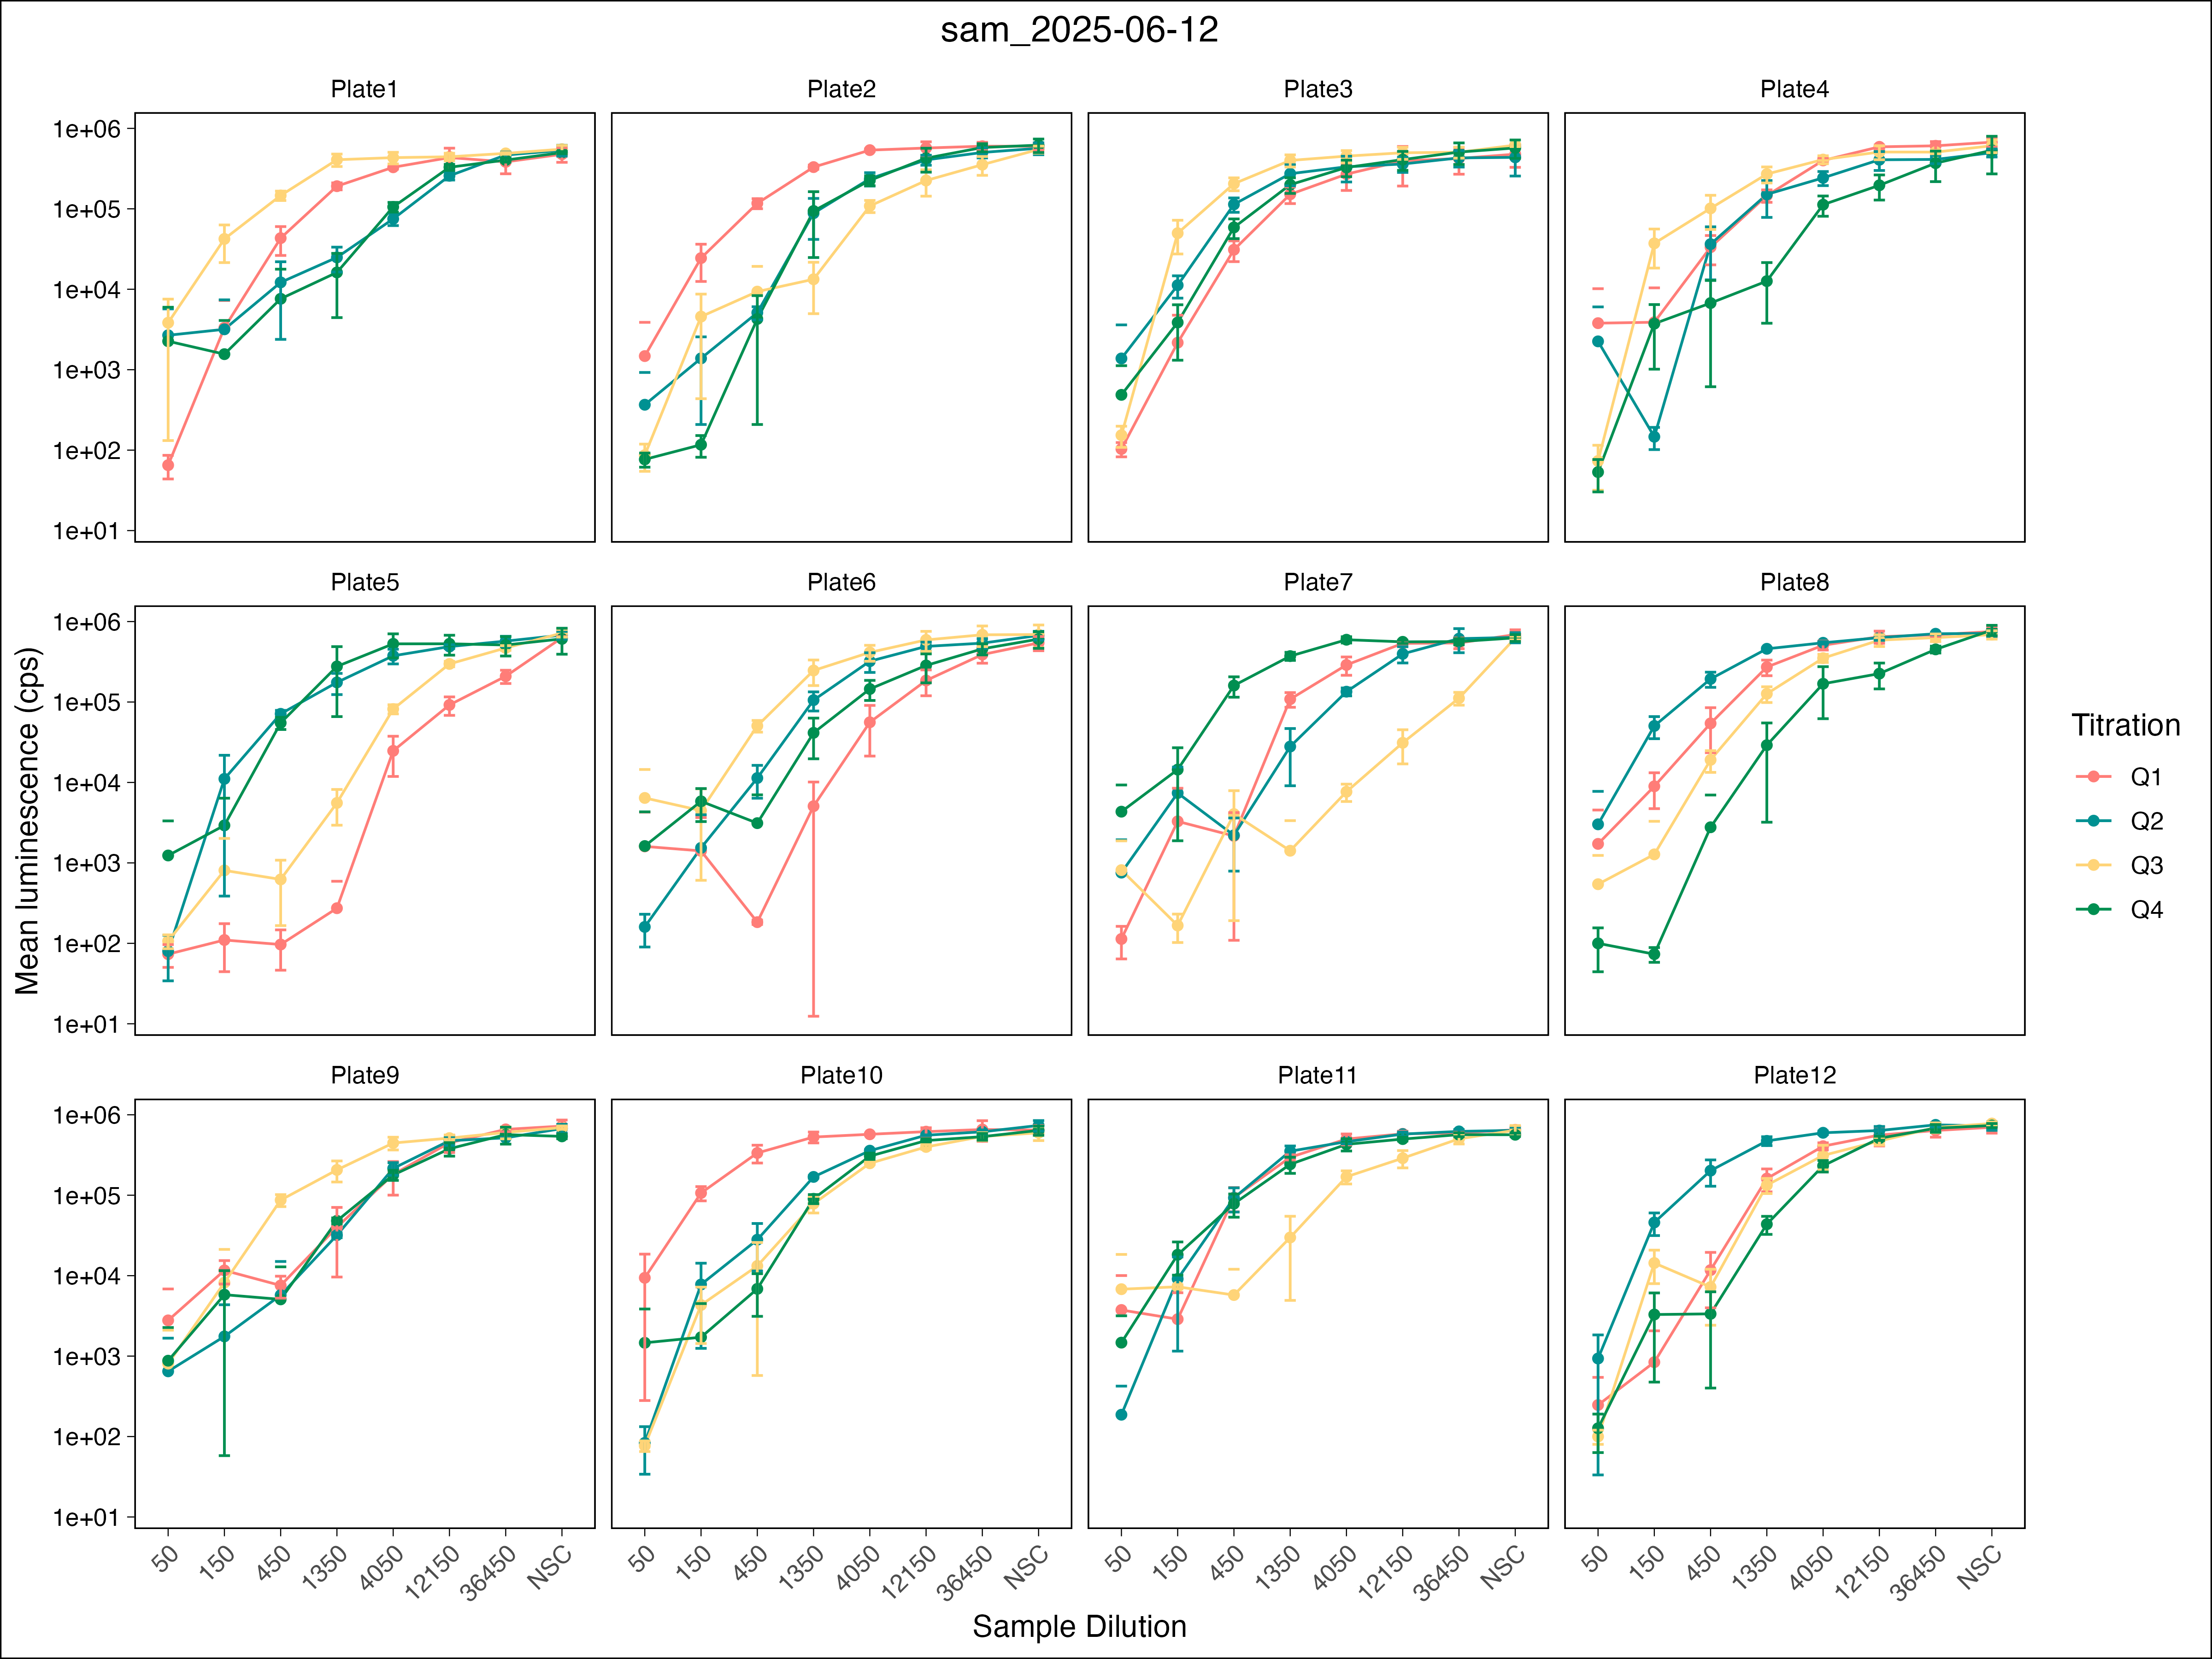 sam_2025-06-12
Plate1 Plate2 Plate3 Plate4
1e+06
1e+05
1e+04
1e+03
1e+02
1e+01
Plate5 Plate6 Plate7 Plate8
1e+06
1e+05
1e+04
1e+03
1e+02
1e+01
Plate9 Plate10 Plate11 Plate12
1e+06
1e+05
1e+04
1e+03
1e+02
1e+01
50 150 450 1350 4050 12150 36450 NSC 50 150 450 1350 4050 12150 36450 NSC 50 150 450 1350 4050 12150 36450 NSC 50 150 450 1350 4050 12150 36450 NSC
Sample Dilution
Mean luminescence (cps)
Titration
Q1
Q2
Q3
Q4